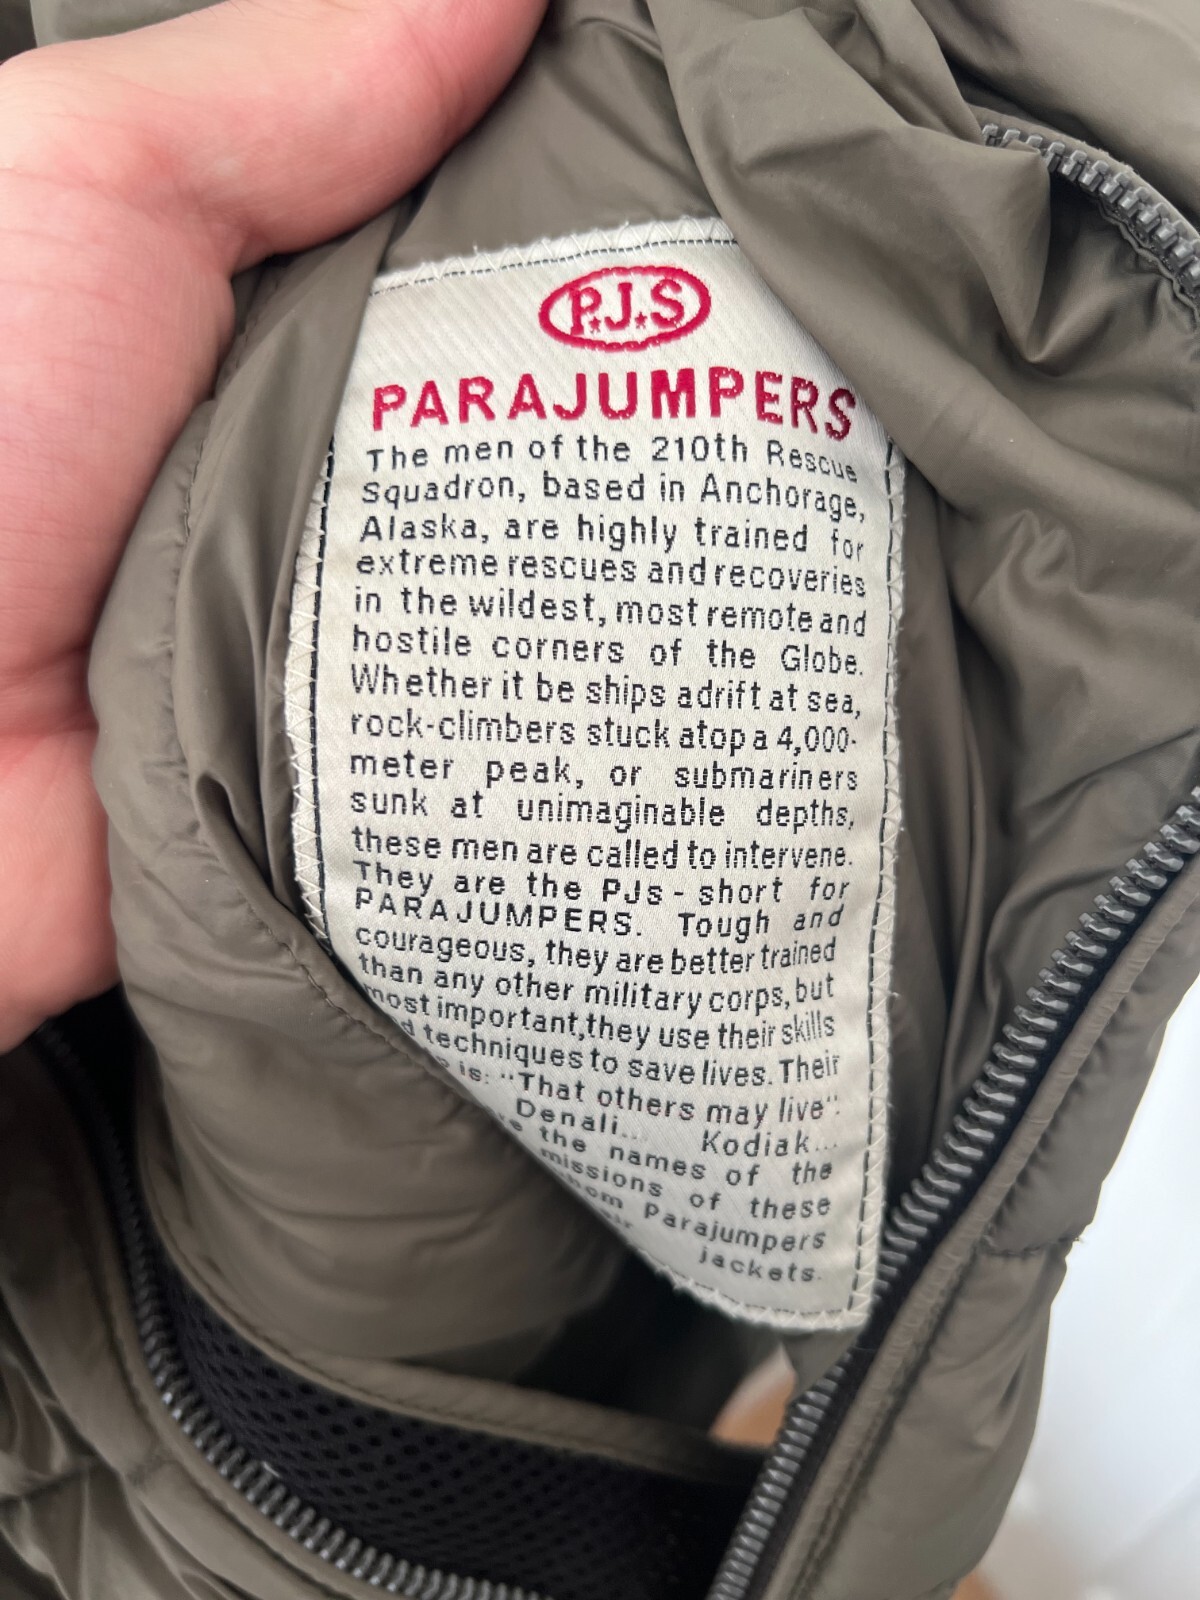 P.J.S
PARAJUMPERS
The men of the 210th Rescue
Squadron, based in Anchorage,
Alaska, are highly trained for
extreme rescues and recoveries
in the wildest, most remote and
hostile corners of the Globe.
Whether it be ships adrift at sea,
rock-climbers stuck atop a 4,000-
meter peak, or submariners
sunk at unimaginable depths,
these men are called to intervene.
They are the PJs - short for
PARAJUMPERS. Tough and
courageous, they are better trained
than any other military corps, but
most important,they use their skills
techniques to save lives. Their
is: "That others may live".
Denali... Kodiak...
the names of the
missions of these
Parajumpers
jackets.